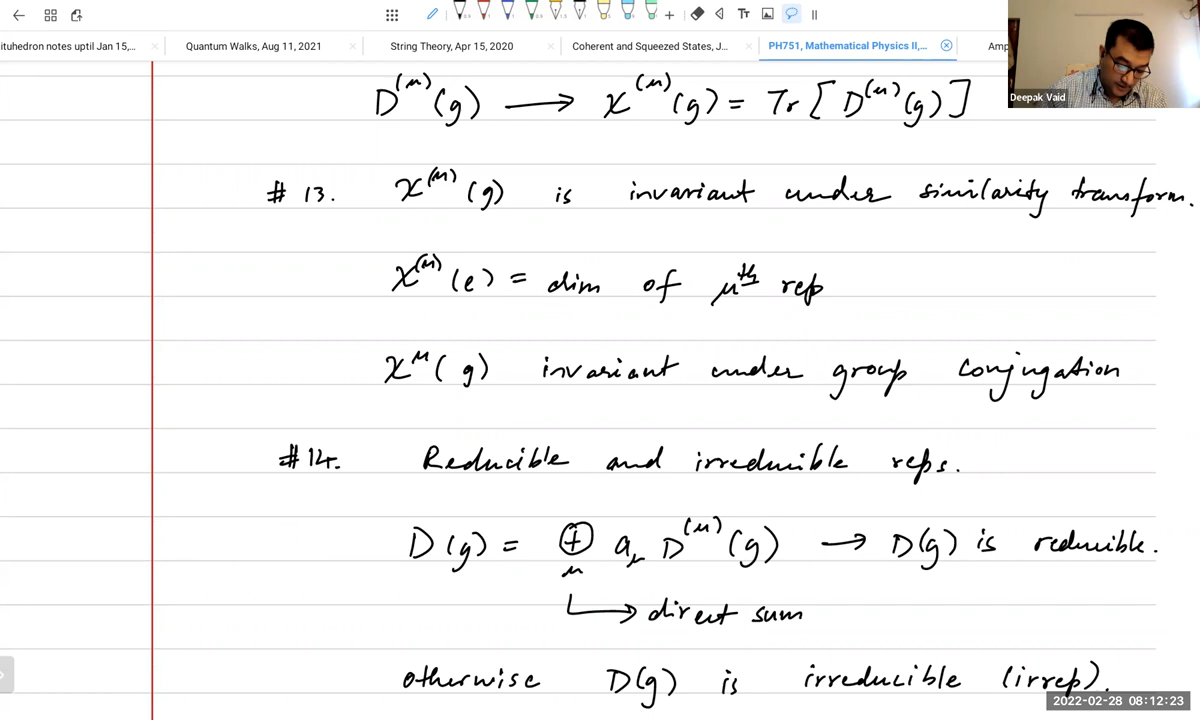 ituhedron notes uptil Jan 15,... Quantum Walks, Aug 11, 2021 String Theory, Apr 15, 2020 Coherent and Squeezed States, J... PH751, Mathematical Physics II,... Amp
Deepak Vaid
D^(μ)(g) ⟶ χ^(μ)(g) = Tr [ D^(μ)(g) ]
# 13. χ^(μ)(g) is invariant under similarity transform.
χ^(μ)(e) = dim of μ^th rep
χ^μ(g) invariant under group conjugation
# 14. Reducible and irreducible reps.
D(g) = ⊕_μ a_μ D^(μ)(g) → D(g) is reducible.
↳ direct sum
otherwise D(g) is irreducible (irrep).
2022-02-28 08:12:23